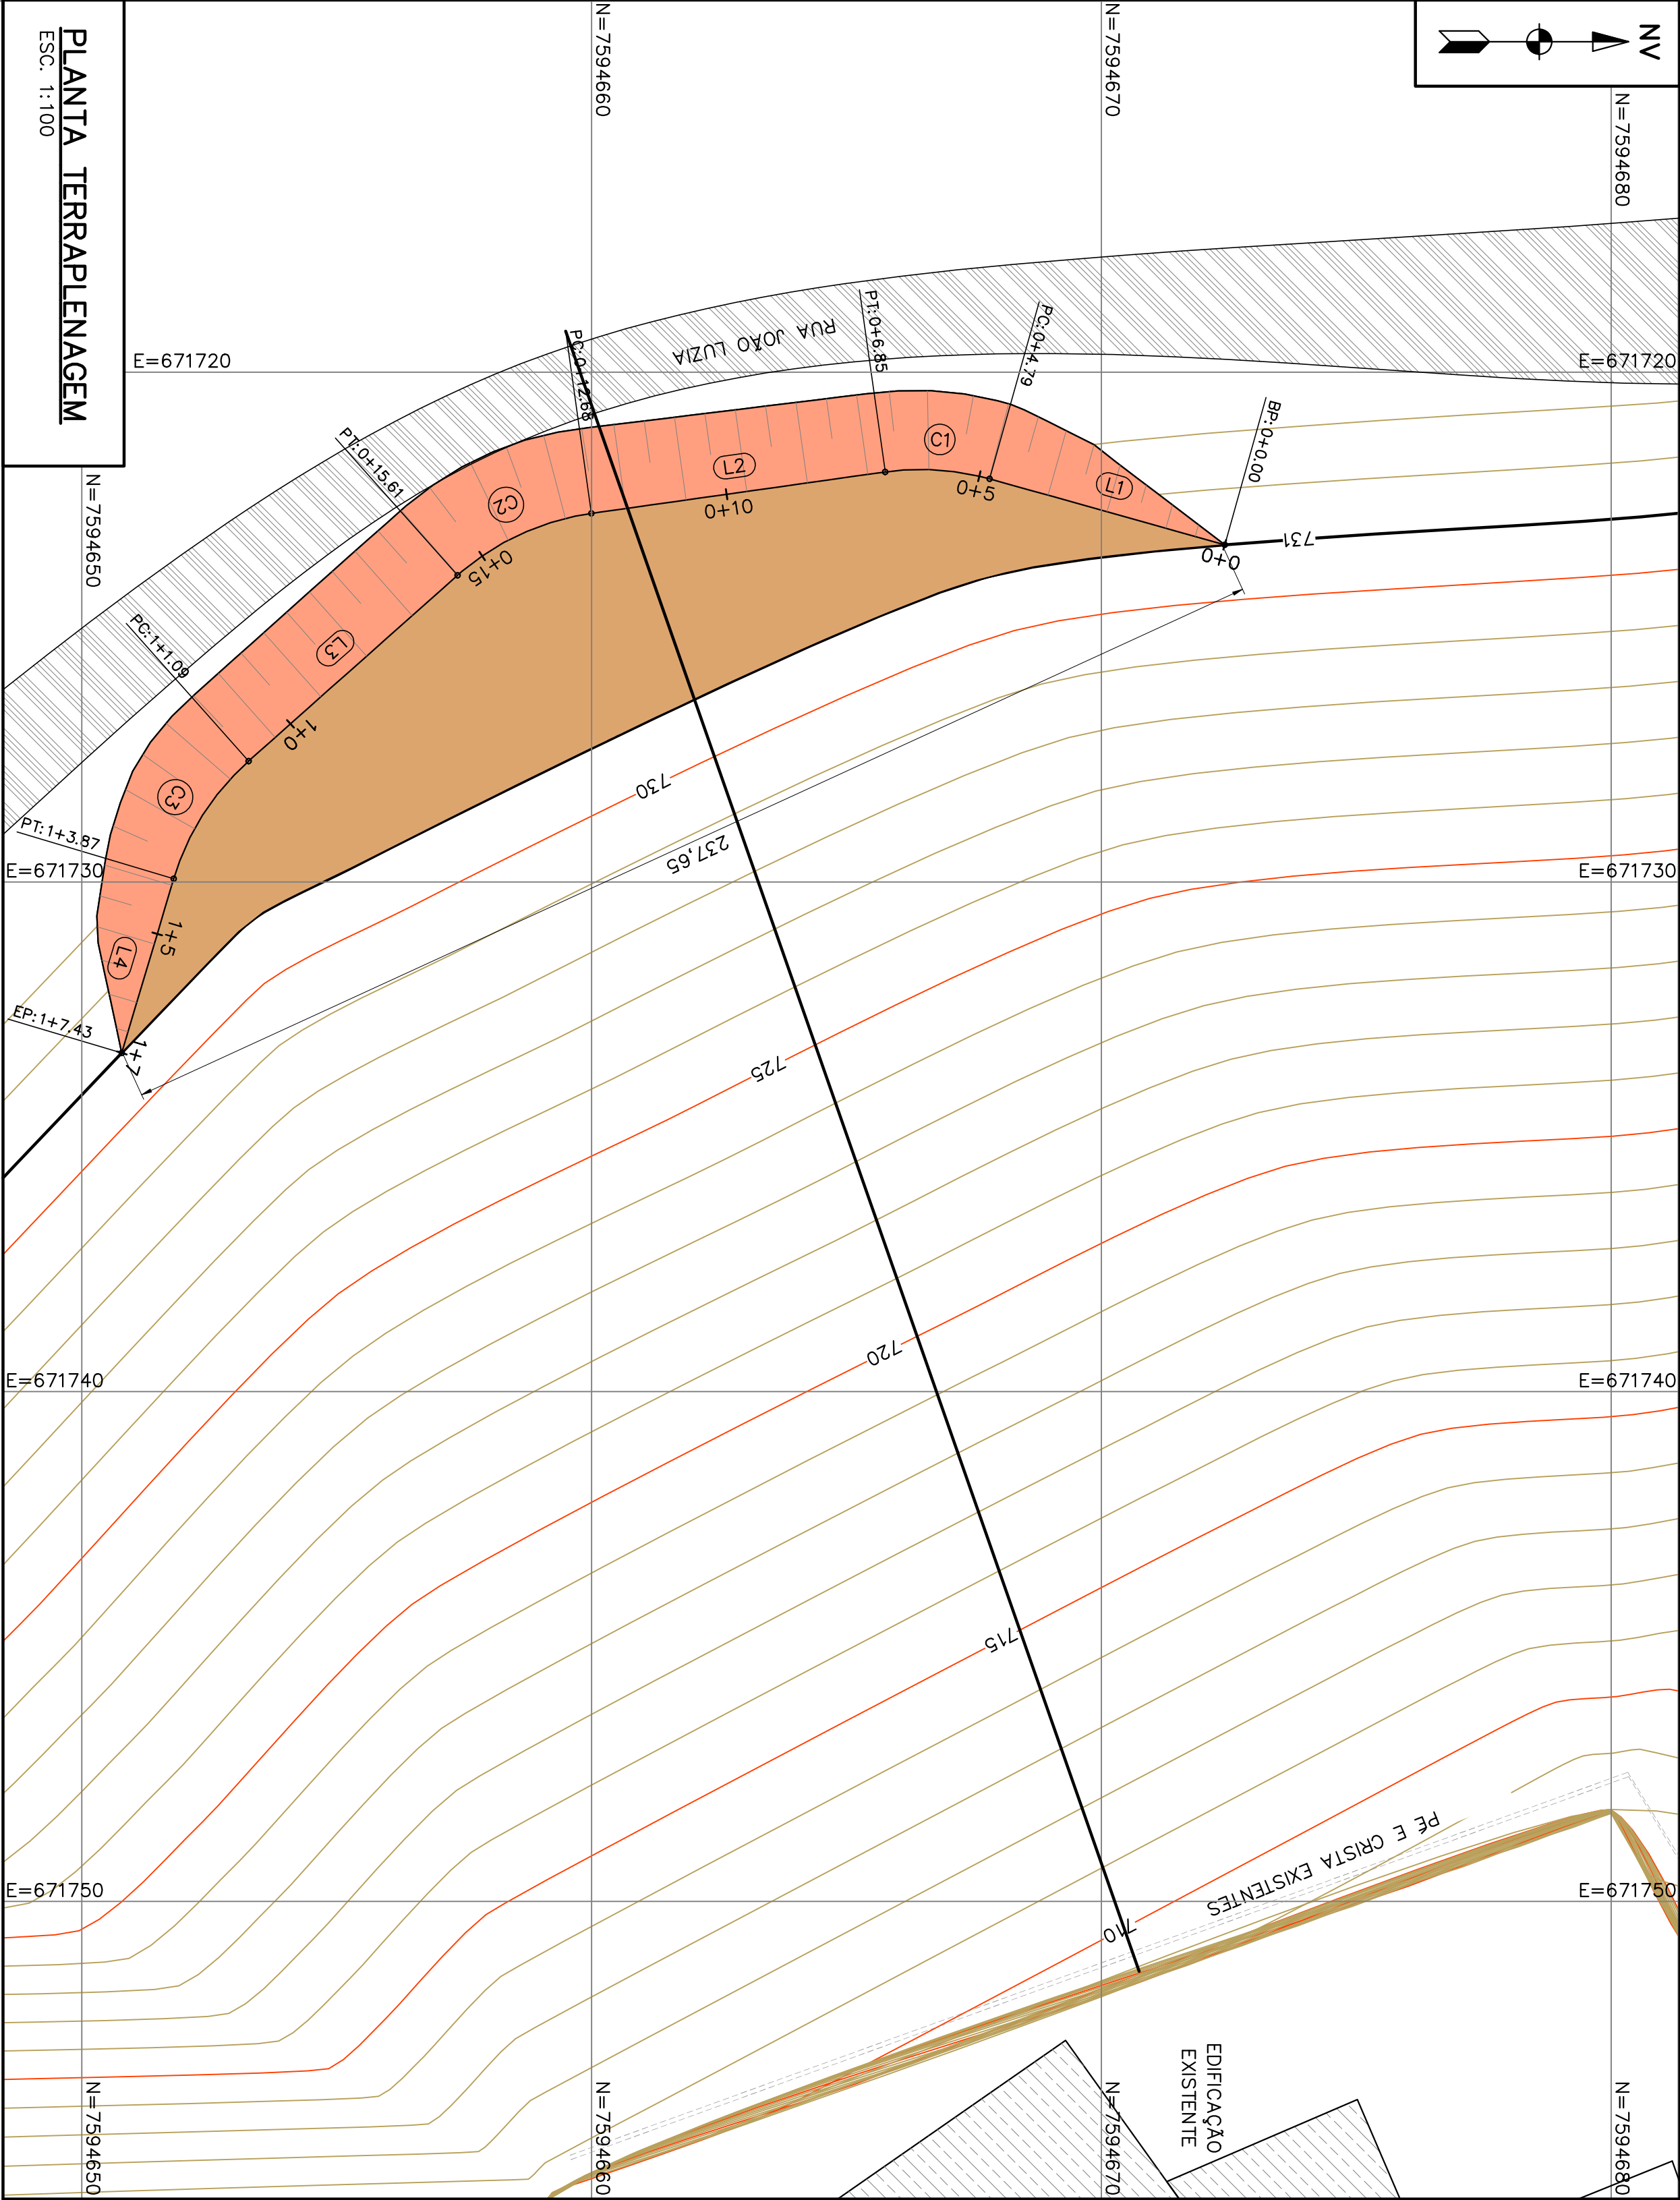 NV
N=7594660
N=7594670
N=7594680
PLANTA TERRAPLENAGEM
ESC. 1:100
E=671720
E=671720
RUA JOÃO LUZIA
PT:0+6.85
PC:0+4.79
BP:0+0.00
PC:0+12.68
PT:0+15.61
N=7594650
C1
L1
L2
C2
0+5
0+10
0+15
0+0
731
L3
PC:1+1.09
1+0
C3
730
PT:1+3.87
237,65
E=671730
E=671730
1+5
L4
EP:1+7.43
1+7
725
720
E=671740
E=671740
715
PÉ E CRISTA EXISTENTES
E=671750
E=671750
710
EDIFICAÇÃO
EXISTENTE
N=7594650
N=7594660
N=7594670
N=7594680